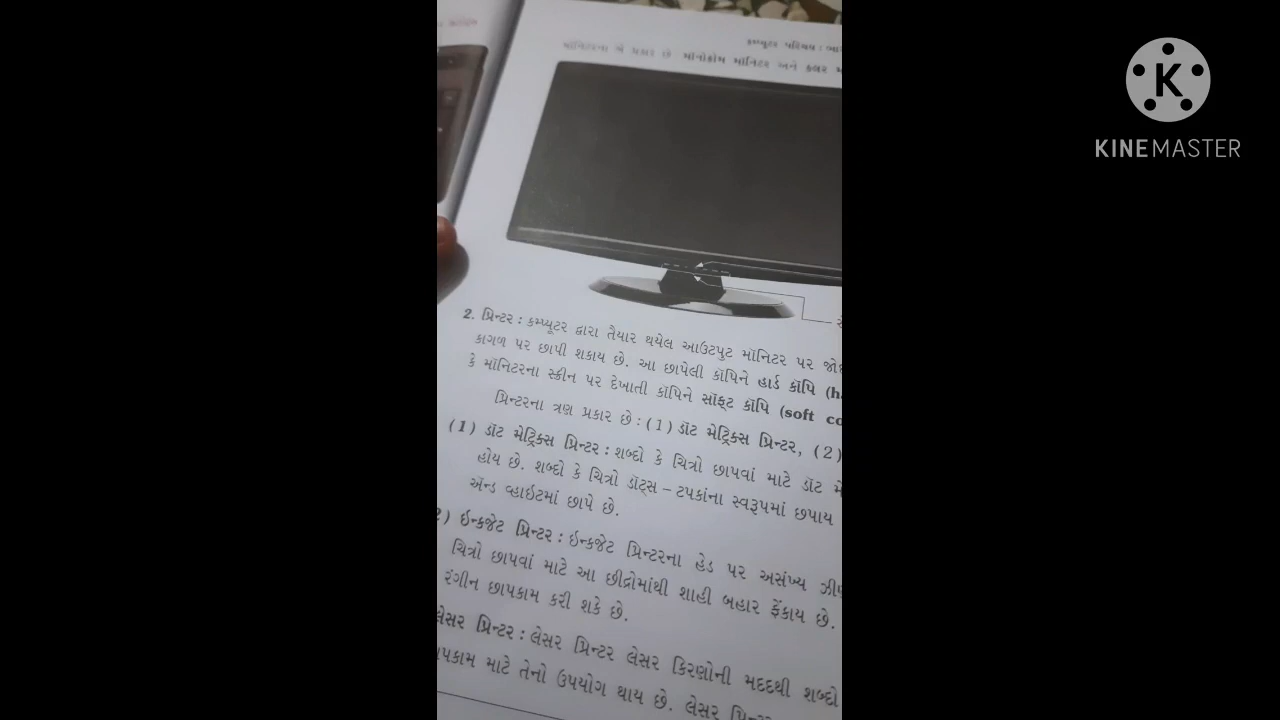 કમ્પ્યૂટર પરિચય :
મૉનિટરના બે પ્રકાર છે મૉનોક્રોમ મૉનિટર અને કલર
2. પ્રિન્ટર : કમ્પ્યૂટર દ્વારા તૈયાર થયેલ આઉટપુટ મૉનિટર પર
કાગળ પર છાપી શકાય છે. આ છાપેલી કૉપિને હાર્ડ કૉપિ
કે મૉનિટરના સ્ક્રીન પર દેખાતી કૉપિને સૉફ્ટ કૉપિ (soft
પ્રિન્ટરના ત્રણ પ્રકાર છે : (1) ડૉટ મેટ્રિક્સ પ્રિન્ટર, (2)
(1) ડૉટ મેટ્રિક્સ પ્રિન્ટર : શબ્દો કે ચિત્રો છાપવાં માટે ડૉટ
હોય છે. શબ્દો કે ચિત્રો ડૉટ્સ – ટપકાંના સ્વરૂપમાં છપાય
ઍન્ડ વ્હાઇટમાં છાપે છે.
ઇન્કજેટ પ્રિન્ટર : ઇન્કજેટ પ્રિન્ટરના હેડ પર અસંખ્ય
ચિત્રો છાપવાં માટે આ છીદ્રોમાંથી શાહી બહાર ફેંકાય છે.
રંગીન છાપકામ કરી શકે છે.
લેસર પ્રિન્ટર : લેસર પ્રિન્ટર લેસર કિરણોની મદદથી શબ્દો
માટે તેનો ઉપયોગ થાય છે. લેસર
K
KINEMASTER